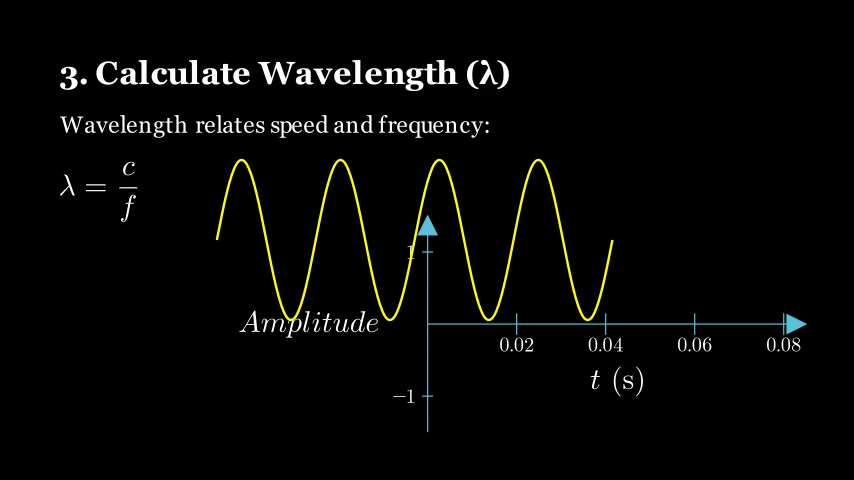 3. Calculate Wavelength (λ)
Wavelength relates speed and frequency:
λ = c/f
1
Amplitude
0.02 0.04 0.06 0.08
t (s)
−1